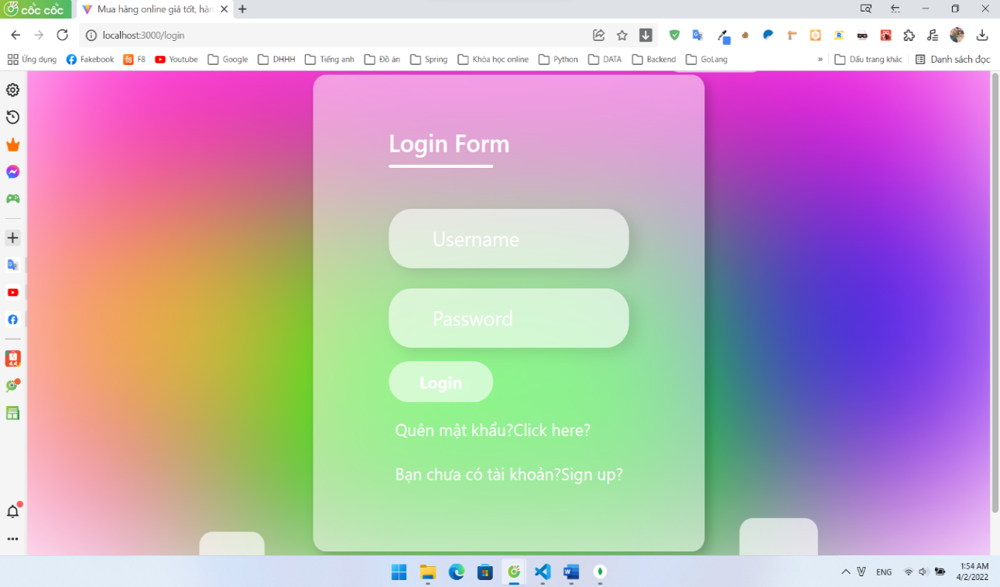 cốc cốc
Mua hàng online giá tốt, hàn
localhost:3000/login
Ứng dụng
Fakebook
f8 F8
Youtube
Google
DHHH
Tiếng anh
Đồ án
Spring
Khóa học online
Python
DATA
Backend
GoLang
»
Dấu trang khác
Danh sách đọc
Login Form
Username
Password
Login
Quên mật khẩu?Click here?
Bạn chưa có tài khoản?Sign up?
4.4
ENG
1:54 AM
4/2/2022